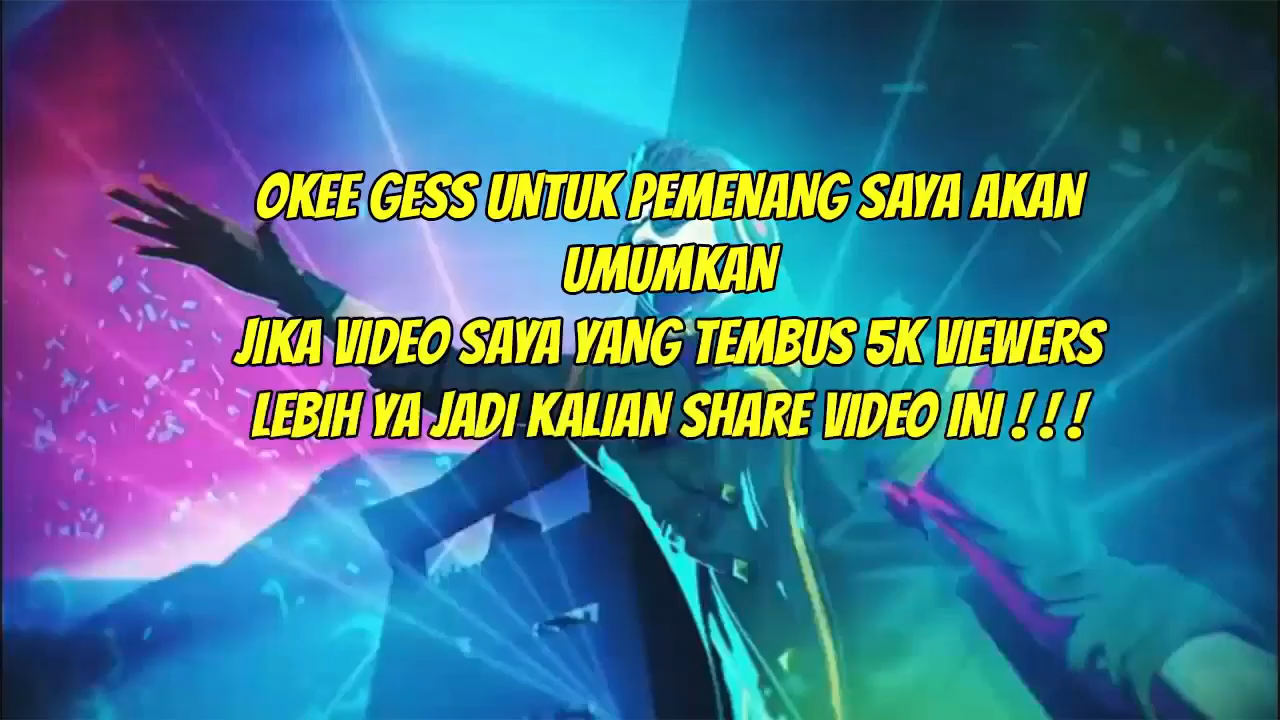 OKEE GESS UNTUK PEMENANG SAYA AKAN
UMUMKAN
JIKA VIDEO SAYA YANG TEMBUS 5K VIEWERS
LEBIH YA JADI KALIAN SHARE VIDEO INI ! ! !